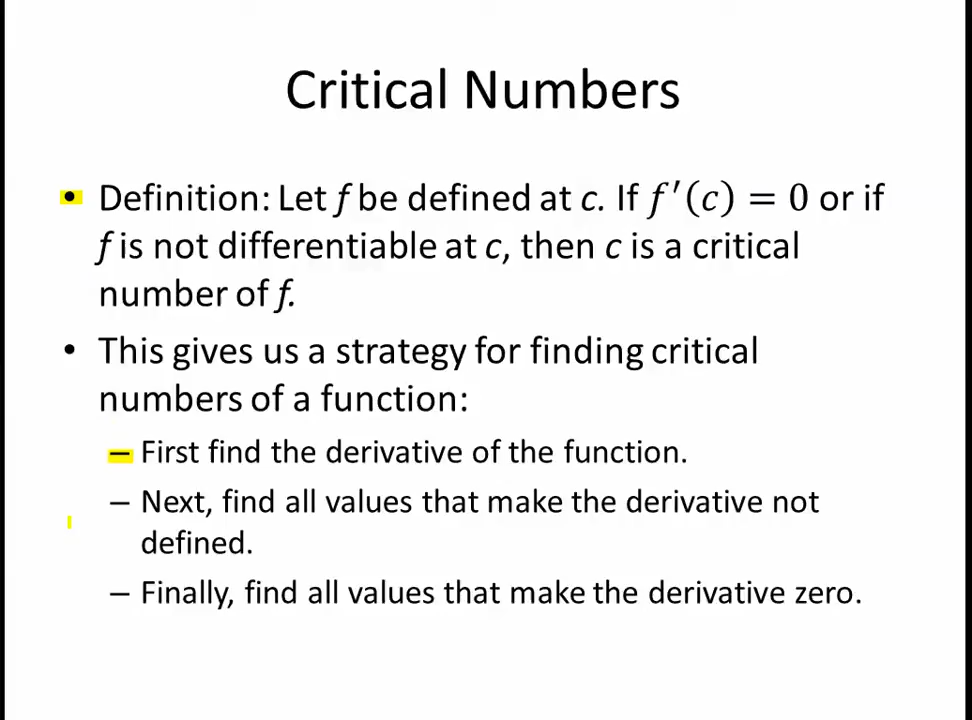 Critical Numbers
• Definition: Let f be defined at c. If f′(c) = 0 or if
f is not differentiable at c, then c is a critical
number of f.
• This gives us a strategy for finding critical
numbers of a function:
– First find the derivative of the function.
– Next, find all values that make the derivative not
defined.
– Finally, find all values that make the derivative zero.